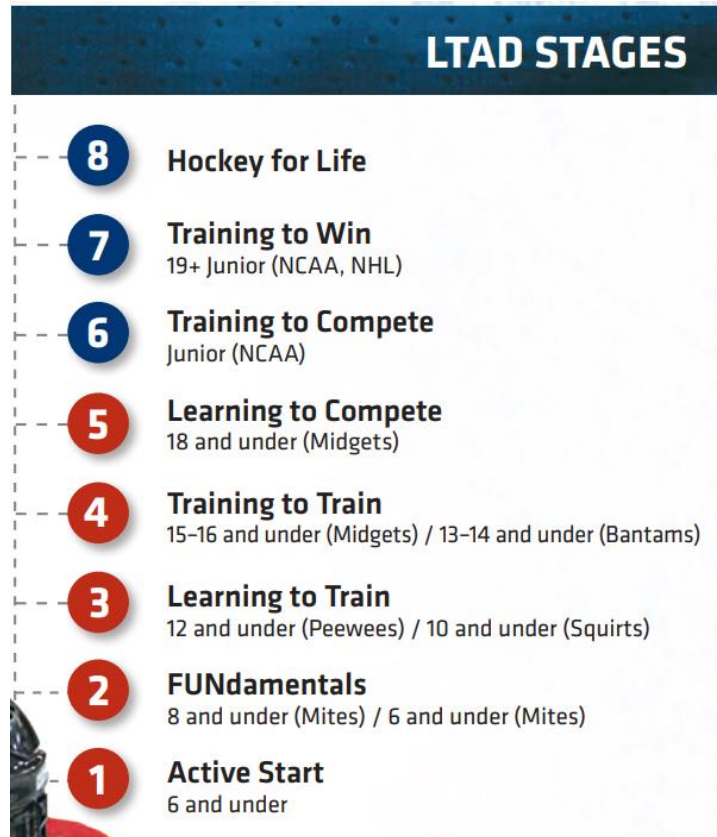 LTAD STAGES
8
Hockey for Life
7
Training to Win
19+ Junior (NCAA, NHL)
6
Training to Compete
Junior (NCAA)
5
Learning to Compete
18 and under (Midgets)
4
Training to Train
15–16 and under (Midgets) / 13–14 and under (Bantams)
3
Learning to Train
12 and under (Peewees) / 10 and under (Squirts)
2
FUNdamentals
8 and under (Mites) / 6 and under (Mites)
1
Active Start
6 and under